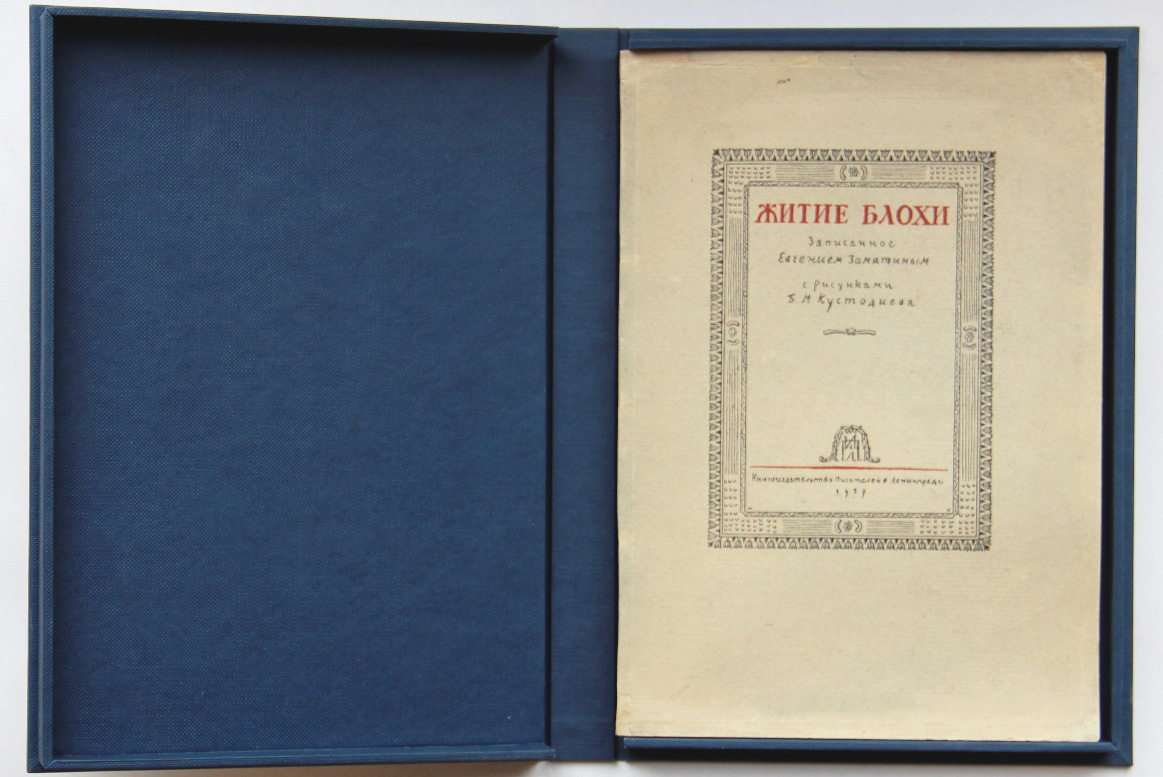 ЖИТИЕ БЛОХИ
Записанное
Евгением Замятиным
с рисунками
Б М Кустодиева
Книгоиздательство Писателей в Ленинграде
1929